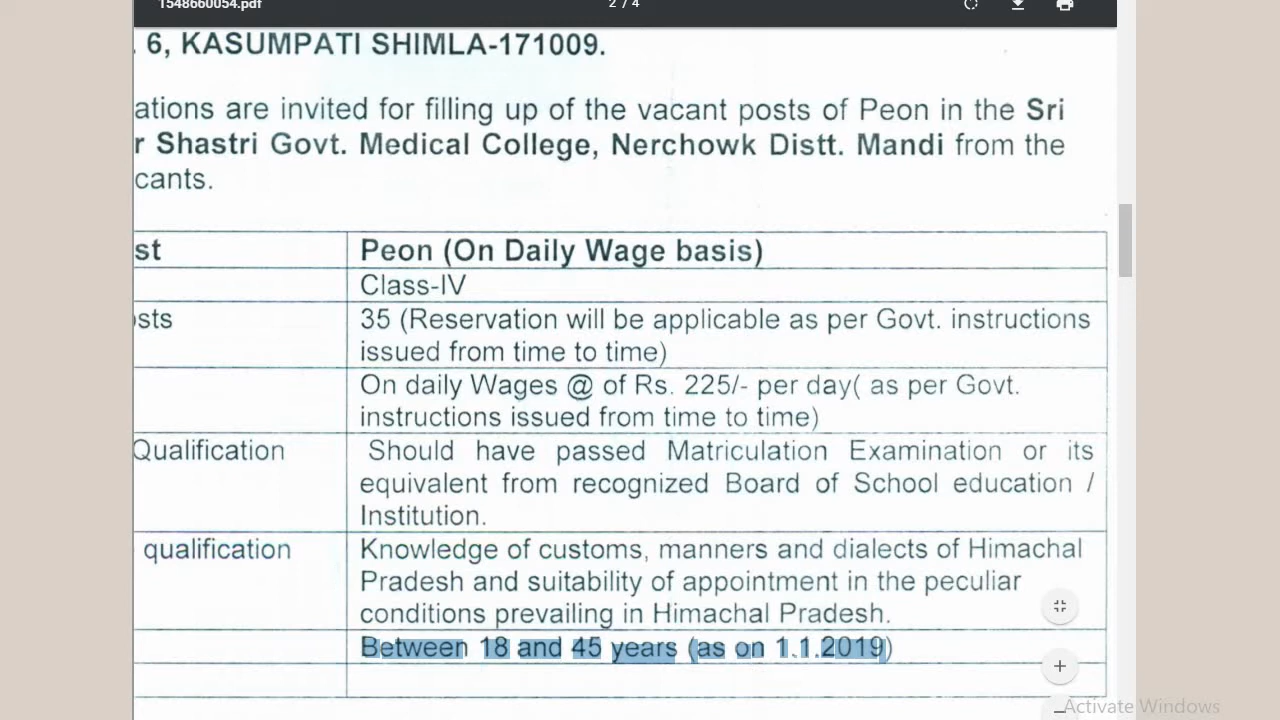 1548660054.pdf
2 / 4
. 6, KASUMPATI SHIMLA-171009.
ations are invited for filling up of the vacant posts of Peon in the Sri
r Shastri Govt. Medical College, Nerchowk Distt. Mandi from the
cants.
st Peon (On Daily Wage basis)
Class-IV
osts 35 (Reservation will be applicable as per Govt. instructions
issued from time to time)
On daily Wages @ of Rs. 225/- per day( as per Govt.
instructions issued from time to time)
Qualification Should have passed Matriculation Examination or its
equivalent from recognized Board of School education /
Institution.
qualification Knowledge of customs, manners and dialects of Himachal
Pradesh and suitability of appointment in the peculiar
conditions prevailing in Himachal Pradesh.
Between 18 and 45 years (as on 1.1.2019)
Activate Windows